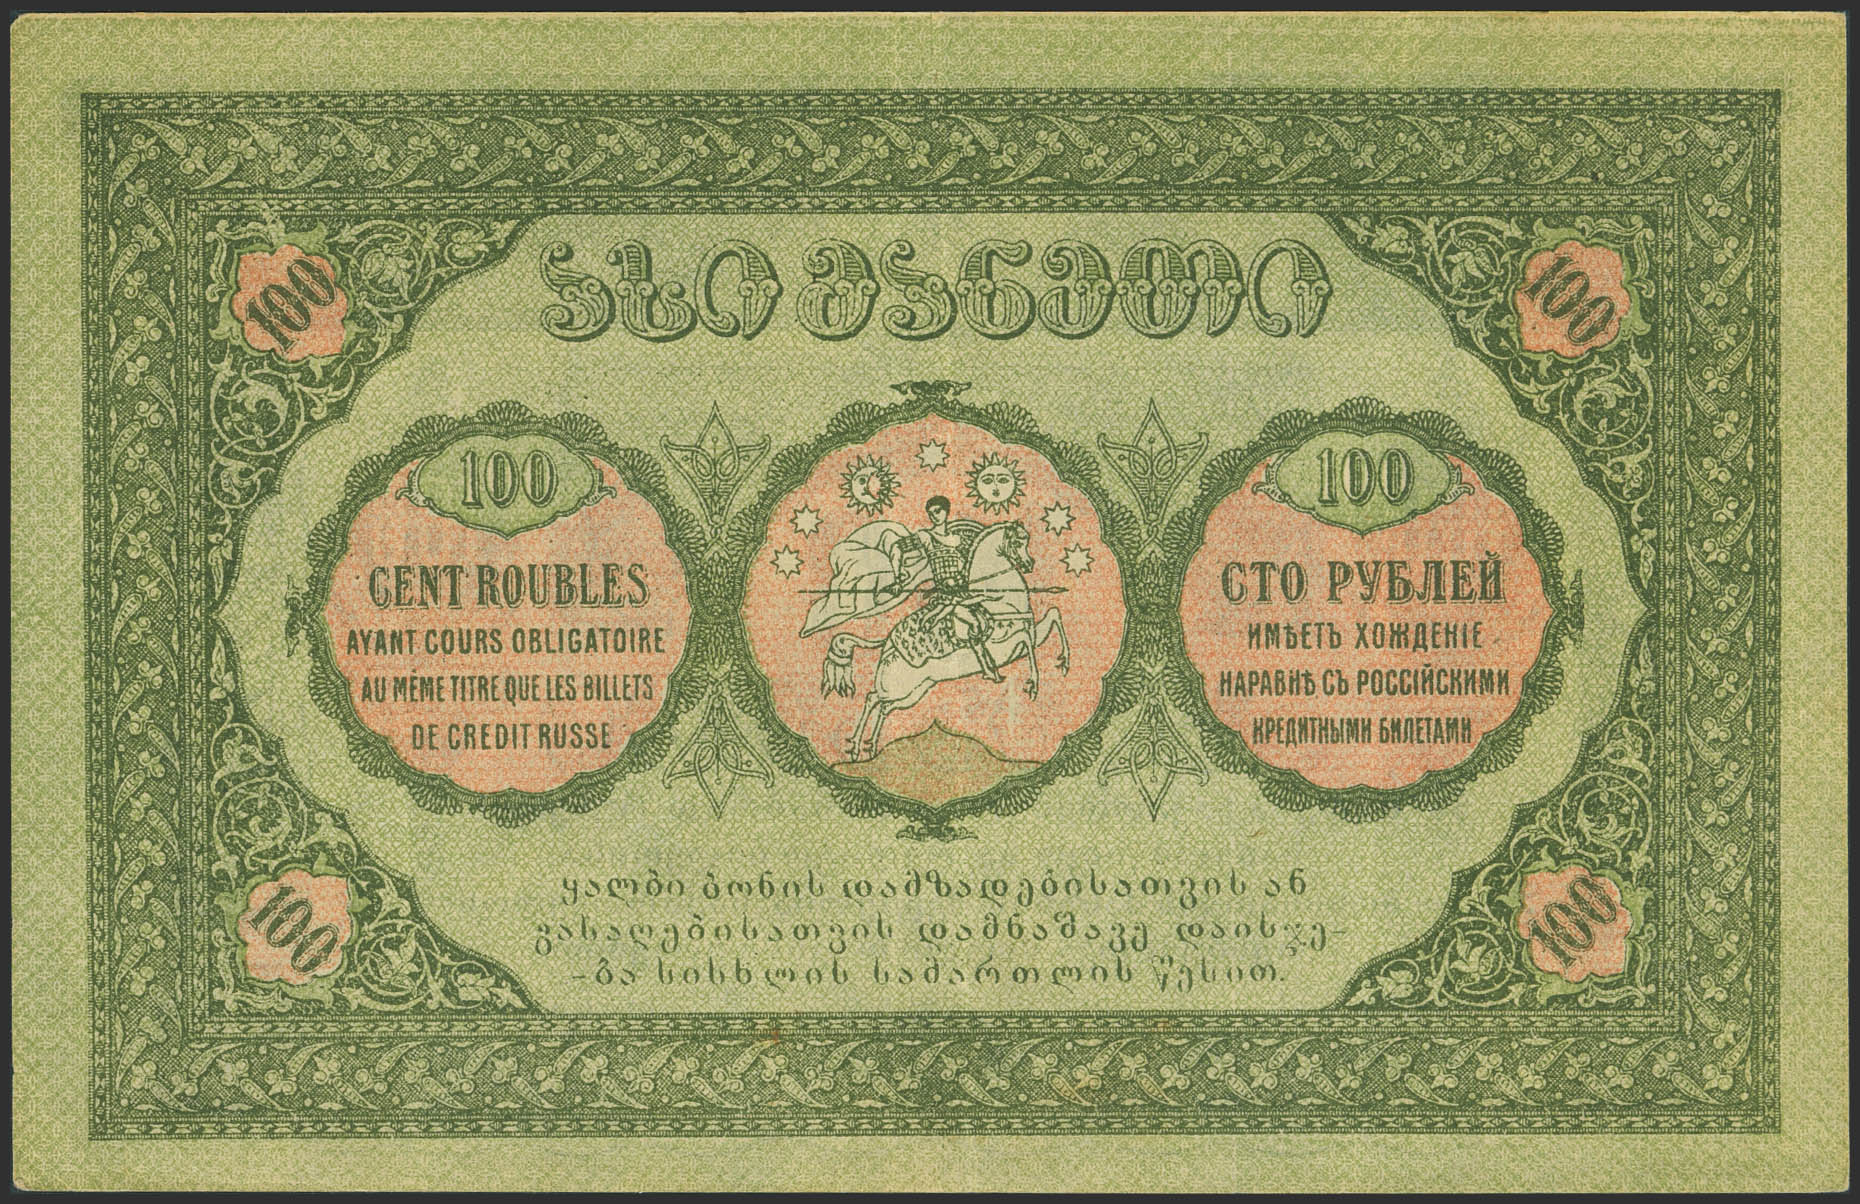 100
100
ასი მანეთი
100
100
CENT ROUBLES
СТО РУБЛЕЙ
AYANT COURS OBLIGATOIRE
ИМѢЕТЪ ХОЖДЕНІЕ
AU MÊME TITRE QUE LES BILLETS
НАРАВНѢ СЪ РОССІЙСКИМИ
DE CREDIT RUSSE
КРЕДИТНЫМИ БИЛЕТАМИ
ყალბი ბონის დამზადებისათვის ან
გასაღებისათვის დამნაშავე დაისჯე-
-ბა სისხლის სამართლის წესით.
100
100